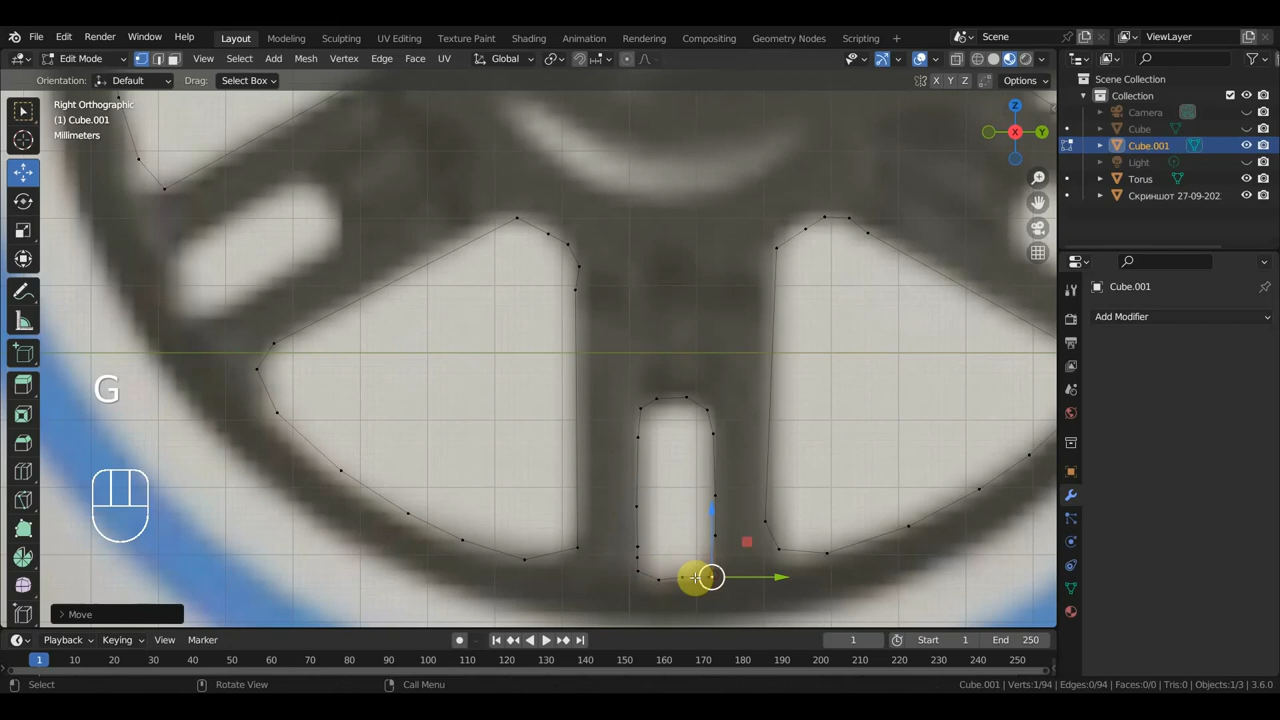 File Edit Render Window Help Layout Modeling Sculpting UV Editing Texture Paint Shading Animation Rendering Compositing Geometry Nodes Scripting + Scene ViewLayer
Edit Mode View Select Add Mesh Vertex Edge Face UV Global
Orientation: Default Drag: Select Box X Y Z Options
Right Orthographic
(1) Cube.001
Millimeters
Z
X
Y
G
Move
Scene Collection
Collection
Camera
Cube
Cube.001
Light
Torus
Скриншот 27-09-202
Cube.001
Add Modifier
Playback Keying View Marker 1 Start 1 End 250
1 10 20 30 40 50 60 70 80 90 100 110 120 130 140 150 160 170 180 190 200 210 220 230 240 250
Select Rotate View Call Menu Cube.001 | Verts:1/94 | Edges:0/94 | Faces:0/0 | Tris:0 | Objects:1/3 | 3.6.0